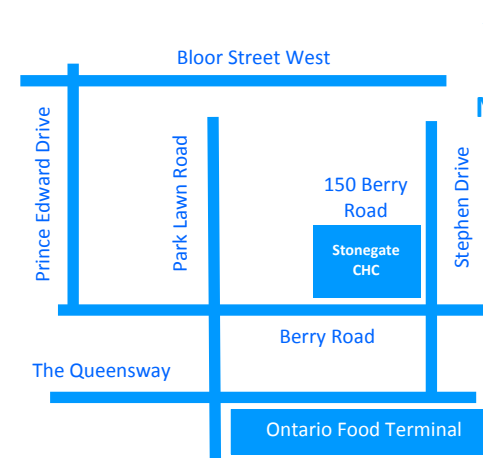 Bloor Street West
Prince Edward Drive
Park Lawn Road
Stephen Drive
150 Berry
Road
Stonegate
CHC
Berry Road
The Queensway
Ontario Food Terminal